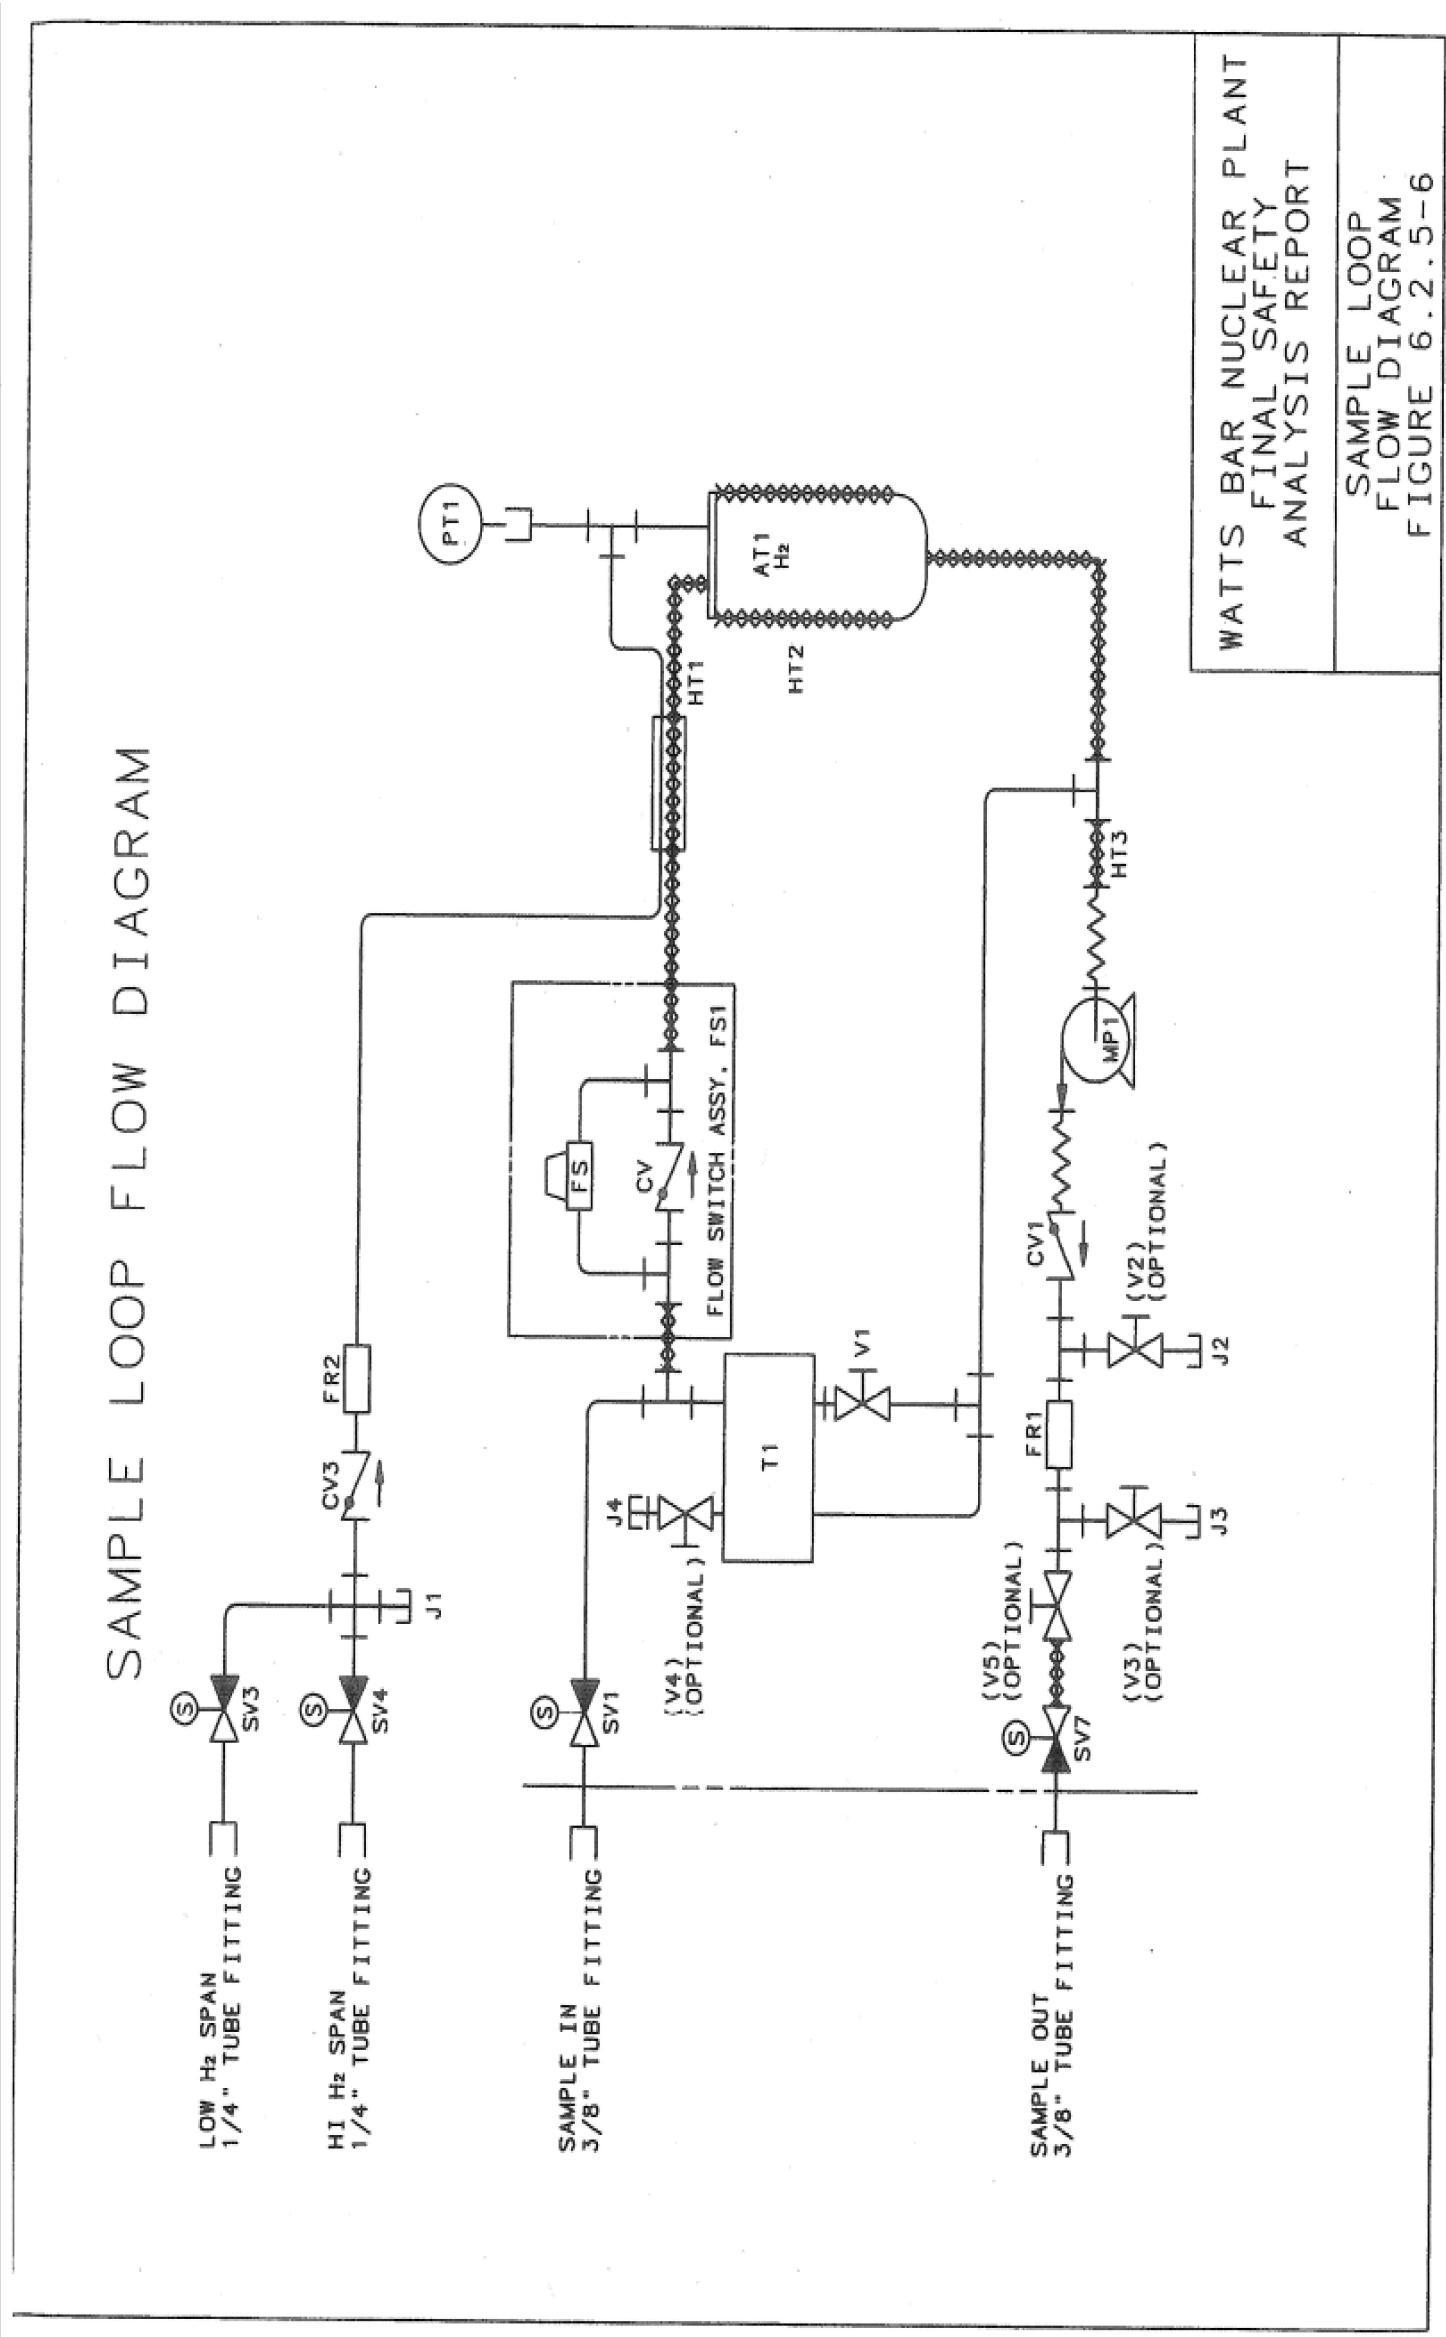 SAMPLE LOOP FLOW DIAGRAM
LOW H2 SPAN
1/4" TUBE FITTING
S
SV3
HI H2 SPAN
1/4" TUBE FITTING
S
SV4
J1
CV3
FR2
PT1
SAMPLE IN
3/8" TUBE FITTING
S
SV1
J4
(V4)
(OPTIONAL)
T1
V1
FS
CV
FLOW SWITCH ASSY. FS1
HT1
AT1
H2
HT2
SAMPLE OUT
3/8" TUBE FITTING
S
SV7
(V5)
(OPTIONAL)
(V3)
(OPTIONAL)
J3
FR1
J2
(V2)
(OPTIONAL)
CV1
MP1
HT3
WATTS BAR NUCLEAR PLANT
FINAL SAFETY
ANALYSIS REPORT
SAMPLE LOOP
FLOW DIAGRAM
FIGURE 6.2.5-6